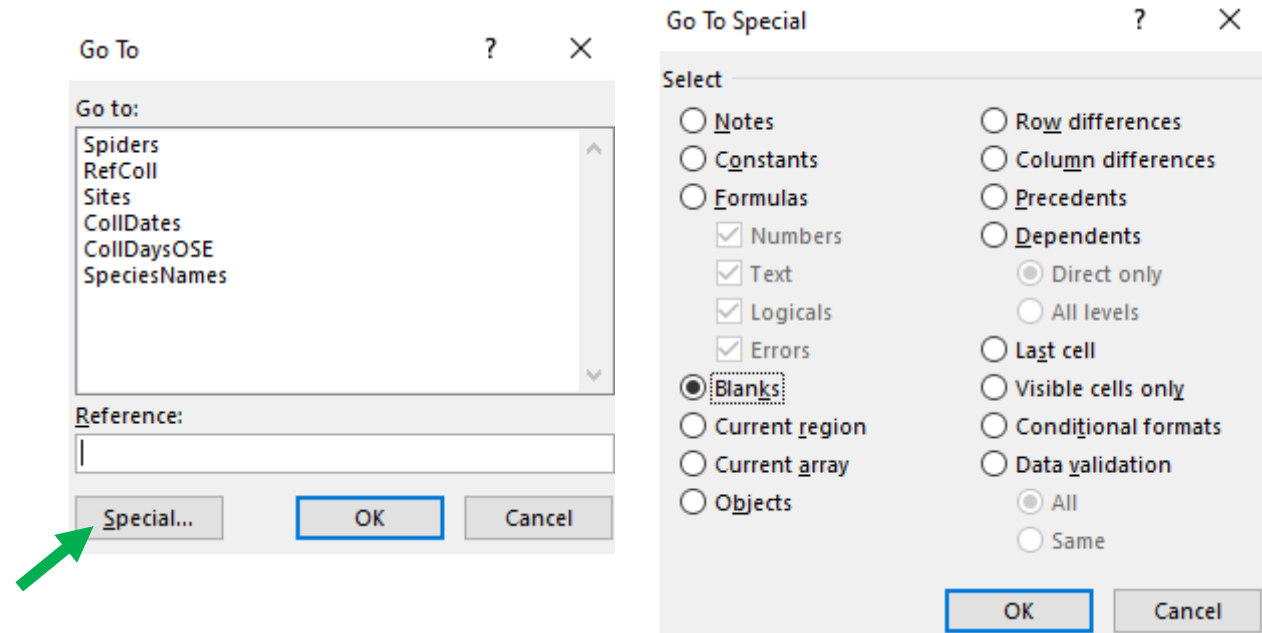 Go To ? ✕
Go to:
Spiders
RefColl
Sites
CollDates
CollDaysOSE
SpeciesNames
Reference:
Special...
OK
Cancel
Go To Special ? ✕
Select
Notes
Constants
Formulas
Numbers
Text
Logicals
Errors
Blanks
Current region
Current array
Objects
Row differences
Column differences
Precedents
Dependents
Direct only
All levels
Last cell
Visible cells only
Conditional formats
Data validation
All
Same
OK
Cancel